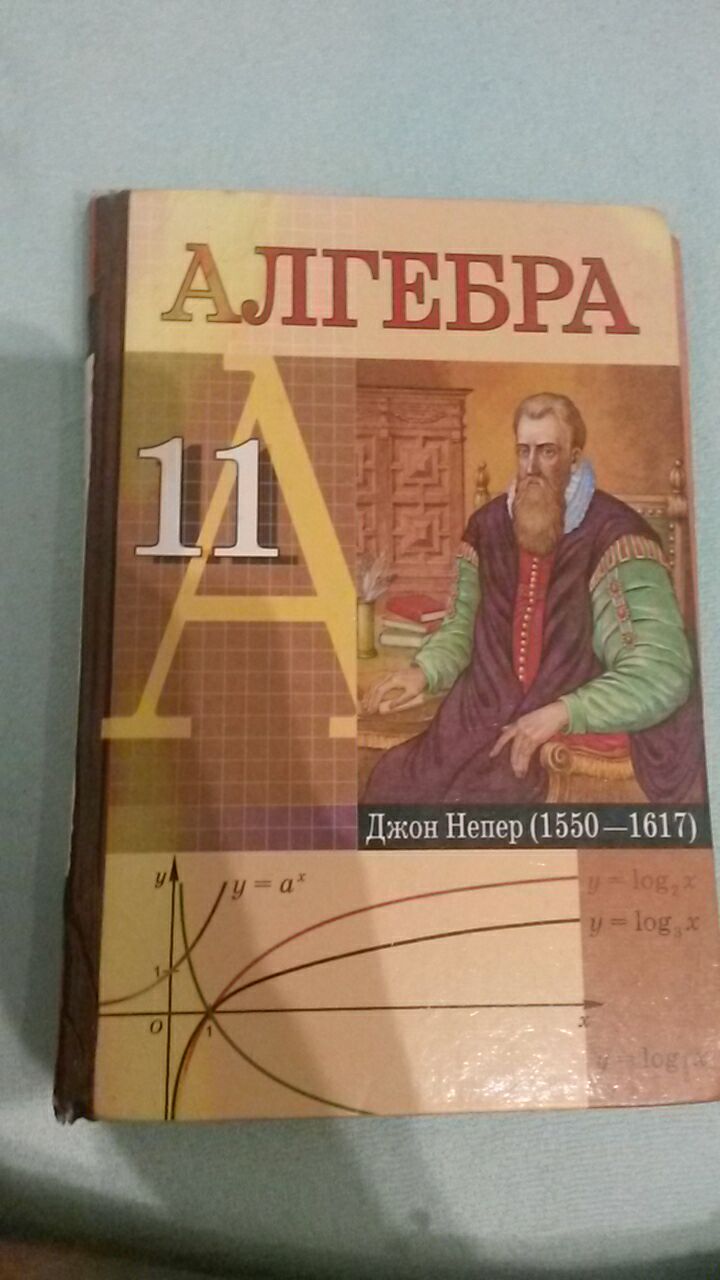 АЛГЕБРА
11
А
Джон Непер (1550—1617)
y
y = aˣ
y = log₂ x
y = log₃ x
1
O
1
x